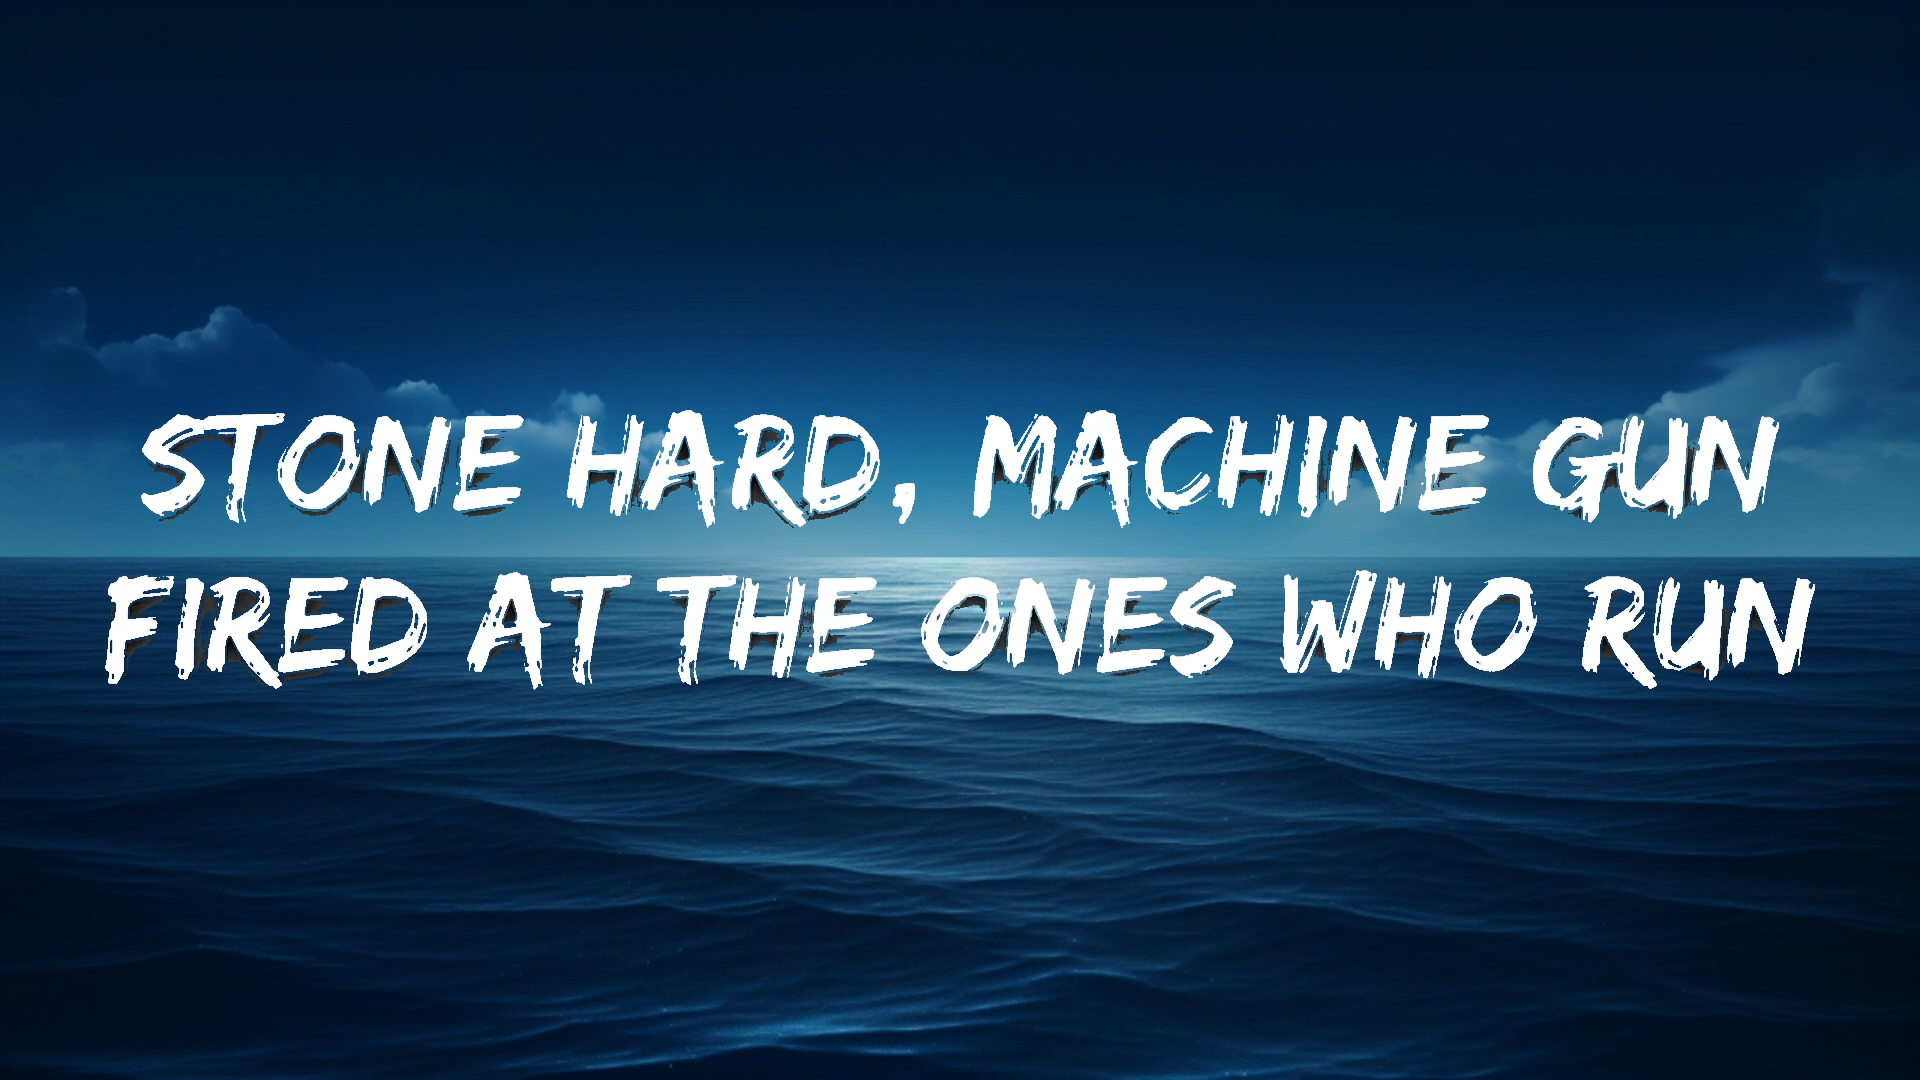 STONE HARD, MACHINE GUN
FIRED AT THE ONES WHO RUN